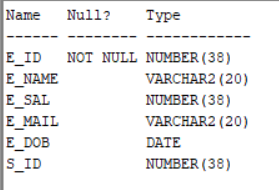 Name   Null?    Type
------ -------- ------------
E_ID   NOT NULL NUMBER(38)
E_NAME          VARCHAR2(20)
E_SAL           NUMBER(38)
E_MAIL          VARCHAR2(20)
E_DOB           DATE
S_ID            NUMBER(38)